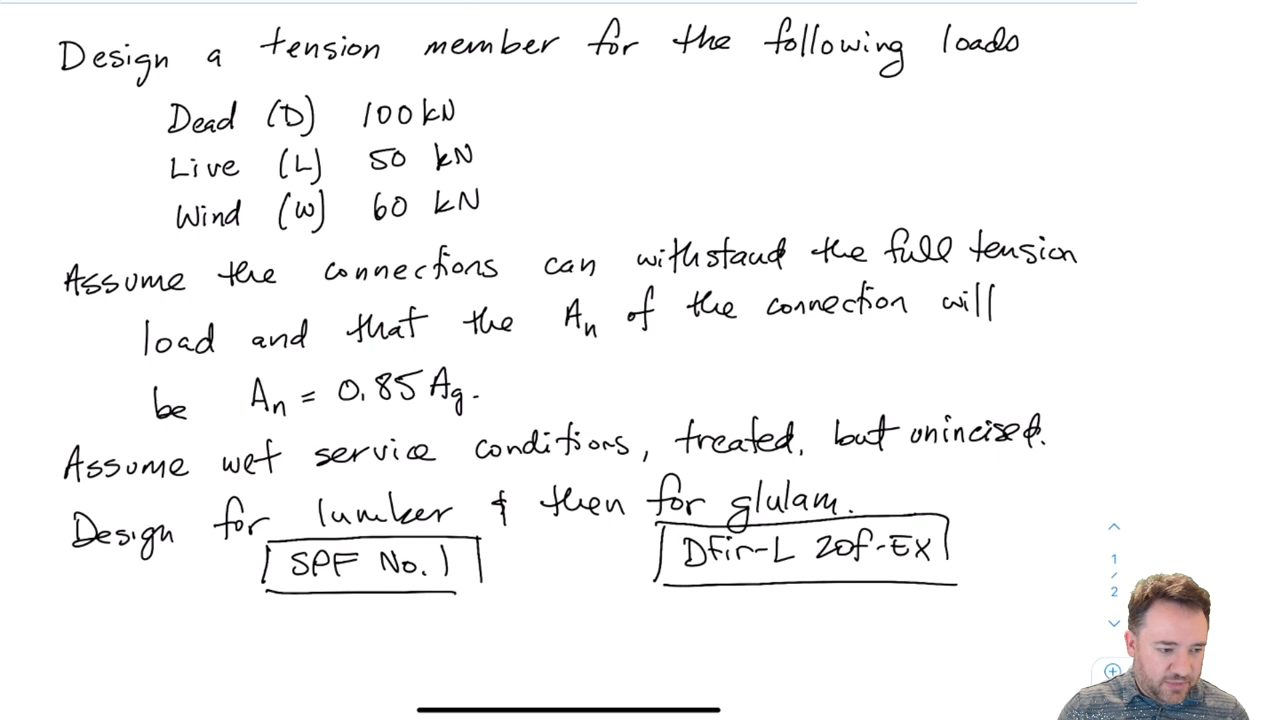 Design a tension member for the following loads
Dead (D) 100 kN
Live (L) 50 kN
Wind (W) 60 kN
Assume the connections can withstand the full tension
load and that the An of the connection will
be An = 0.85 Ag.
Assume wet service conditions, treated, but unincised.
Design for lumber & then for glulam.
SPF No. 1
DFir-L 20f-EX
1
/
2